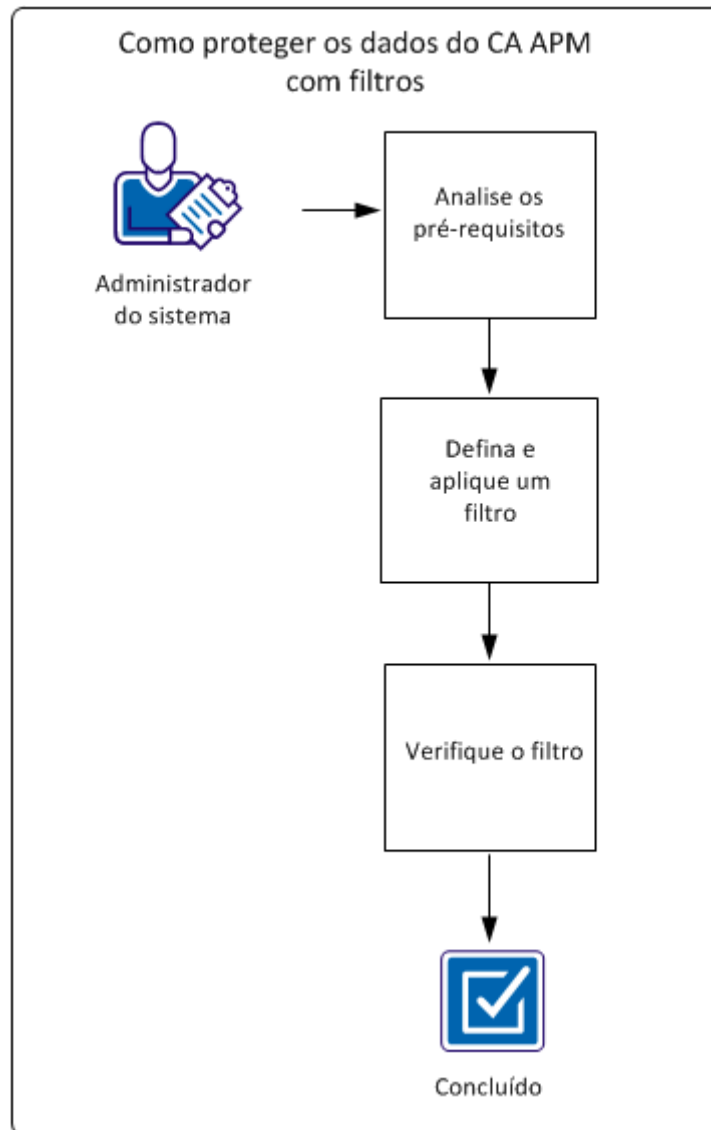 Como proteger os dados do CA APM
com filtros
Administrador
do sistema
Analise os
pré-requisitos
Defina e
aplique um
filtro
Verifique o filtro
Concluído